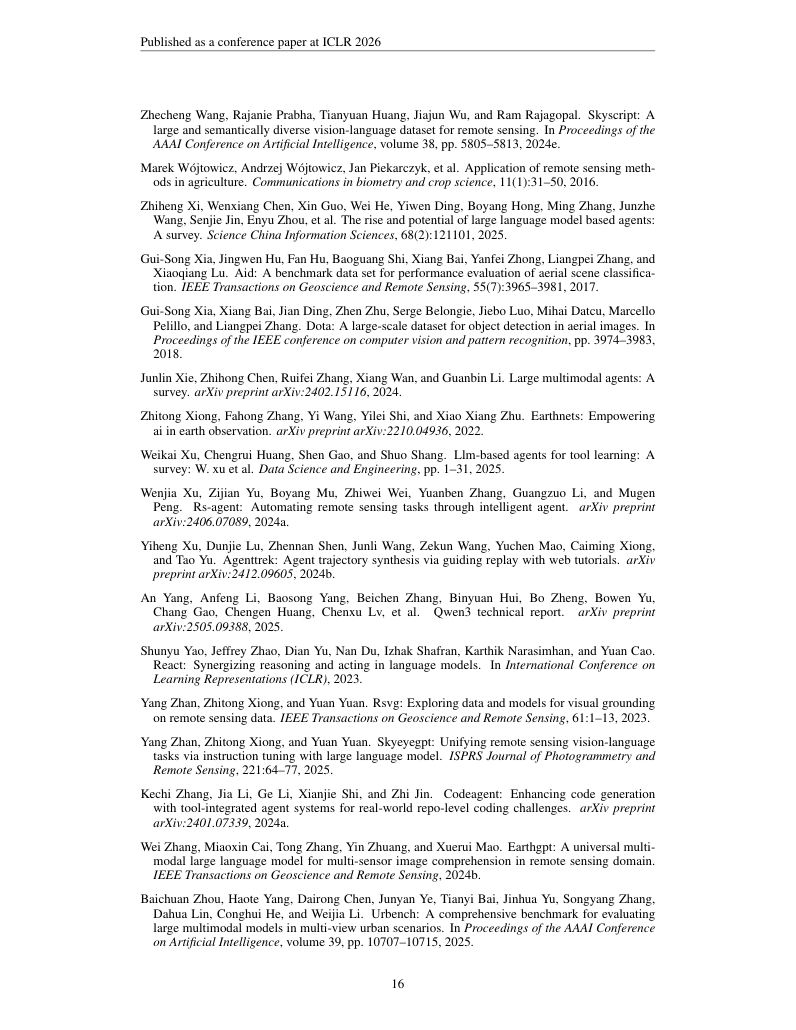 Published as a conference paper at ICLR 2026
Zhecheng Wang, Rajanie Prabha, Tianyuan Huang, Jiajun Wu, and Ram Rajagopal. Skyscript: A
large and semantically diverse vision-language dataset for remote sensing. In Proceedings of the
AAAI Conference on Artificial Intelligence, volume 38, pp. 5805–5813, 2024e.
Marek Wójtowicz, Andrzej Wójtowicz, Jan Piekarczyk, et al. Application of remote sensing meth-
ods in agriculture. Communications in biometry and crop science, 11(1):31–50, 2016.
Zhiheng Xi, Wenxiang Chen, Xin Guo, Wei He, Yiwen Ding, Boyang Hong, Ming Zhang, Junzhe
Wang, Senjie Jin, Enyu Zhou, et al. The rise and potential of large language model based agents:
A survey. Science China Information Sciences, 68(2):121101, 2025.
Gui-Song Xia, Jingwen Hu, Fan Hu, Baoguang Shi, Xiang Bai, Yanfei Zhong, Liangpei Zhang, and
Xiaoqiang Lu. Aid: A benchmark data set for performance evaluation of aerial scene classifica-
tion. IEEE Transactions on Geoscience and Remote Sensing, 55(7):3965–3981, 2017.
Gui-Song Xia, Xiang Bai, Jian Ding, Zhen Zhu, Serge Belongie, Jiebo Luo, Mihai Datcu, Marcello
Pelillo, and Liangpei Zhang. Dota: A large-scale dataset for object detection in aerial images. In
Proceedings of the IEEE conference on computer vision and pattern recognition, pp. 3974–3983,
2018.
Junlin Xie, Zhihong Chen, Ruifei Zhang, Xiang Wan, and Guanbin Li. Large multimodal agents: A
survey. arXiv preprint arXiv:2402.15116, 2024.
Zhitong Xiong, Fahong Zhang, Yi Wang, Yilei Shi, and Xiao Xiang Zhu. Earthnets: Empowering
ai in earth observation. arXiv preprint arXiv:2210.04936, 2022.
Weikai Xu, Chengrui Huang, Shen Gao, and Shuo Shang. Llm-based agents for tool learning: A
survey: W. xu et al. Data Science and Engineering, pp. 1–31, 2025.
Wenjia Xu, Zijian Yu, Boyang Mu, Zhiwei Wei, Yuanben Zhang, Guangzuo Li, and Mugen
Peng. Rs-agent: Automating remote sensing tasks through intelligent agent. arXiv preprint
arXiv:2406.07089, 2024a.
Yiheng Xu, Dunjie Lu, Zhennan Shen, Junli Wang, Zekun Wang, Yuchen Mao, Caiming Xiong,
and Tao Yu. Agenttrek: Agent trajectory synthesis via guiding replay with web tutorials. arXiv
preprint arXiv:2412.09605, 2024b.
An Yang, Anfeng Li, Baosong Yang, Beichen Zhang, Binyuan Hui, Bo Zheng, Bowen Yu,
Chang Gao, Chengen Huang, Chenxu Lv, et al. Qwen3 technical report. arXiv preprint
arXiv:2505.09388, 2025.
Shunyu Yao, Jeffrey Zhao, Dian Yu, Nan Du, Izhak Shafran, Karthik Narasimhan, and Yuan Cao.
React: Synergizing reasoning and acting in language models. In International Conference on
Learning Representations (ICLR), 2023.
Yang Zhan, Zhitong Xiong, and Yuan Yuan. Rsvg: Exploring data and models for visual grounding
on remote sensing data. IEEE Transactions on Geoscience and Remote Sensing, 61:1–13, 2023.
Yang Zhan, Zhitong Xiong, and Yuan Yuan. Skyeyegpt: Unifying remote sensing vision-language
tasks via instruction tuning with large language model. ISPRS Journal of Photogrammetry and
Remote Sensing, 221:64–77, 2025.
Kechi Zhang, Jia Li, Ge Li, Xianjie Shi, and Zhi Jin. Codeagent: Enhancing code generation
with tool-integrated agent systems for real-world repo-level coding challenges. arXiv preprint
arXiv:2401.07339, 2024a.
Wei Zhang, Miaoxin Cai, Tong Zhang, Yin Zhuang, and Xuerui Mao. Earthgpt: A universal multi-
modal large language model for multi-sensor image comprehension in remote sensing domain.
IEEE Transactions on Geoscience and Remote Sensing, 2024b.
Baichuan Zhou, Haote Yang, Dairong Chen, Junyan Ye, Tianyi Bai, Jinhua Yu, Songyang Zhang,
Dahua Lin, Conghui He, and Weijia Li. Urbench: A comprehensive benchmark for evaluating
large multimodal models in multi-view urban scenarios. In Proceedings of the AAAI Conference
on Artificial Intelligence, volume 39, pp. 10707–10715, 2025.
16